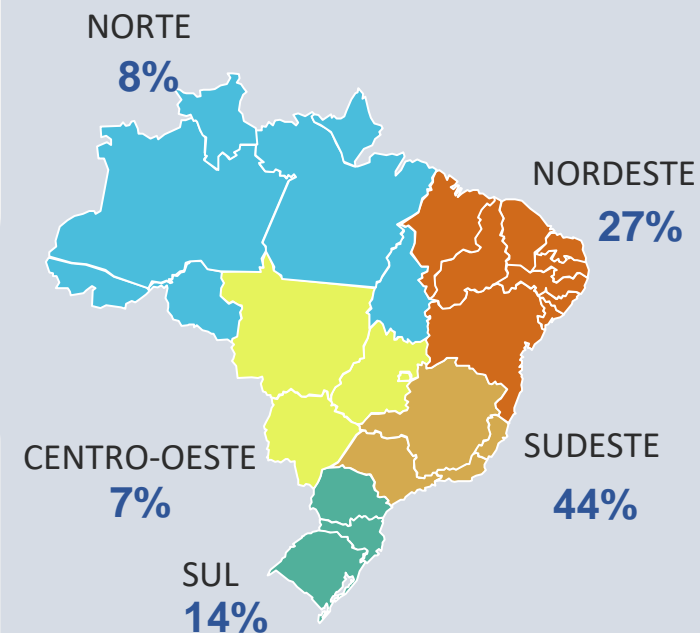 NORTE
8%
NORDESTE
27%
CENTRO-OESTE
7%
SUDESTE
44%
SUL
14%